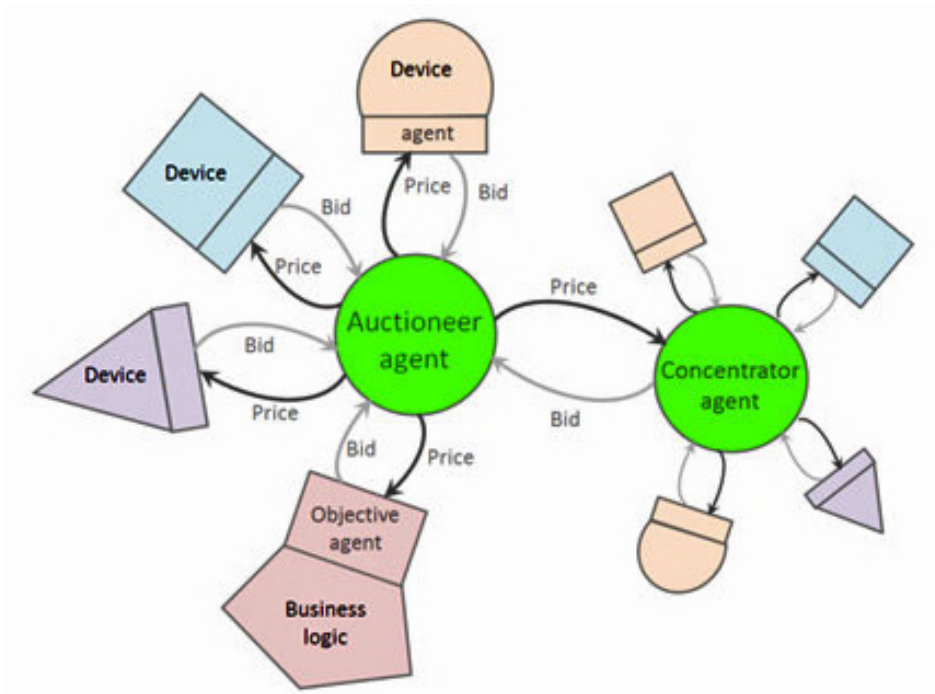 Device
agent
Price
Bid
Device
Bid
Price
Auctioneer
agent
Price
Bid
Concentrator
agent
Device
Bid
Price
Bid
Price
Objective
agent
Business
logic